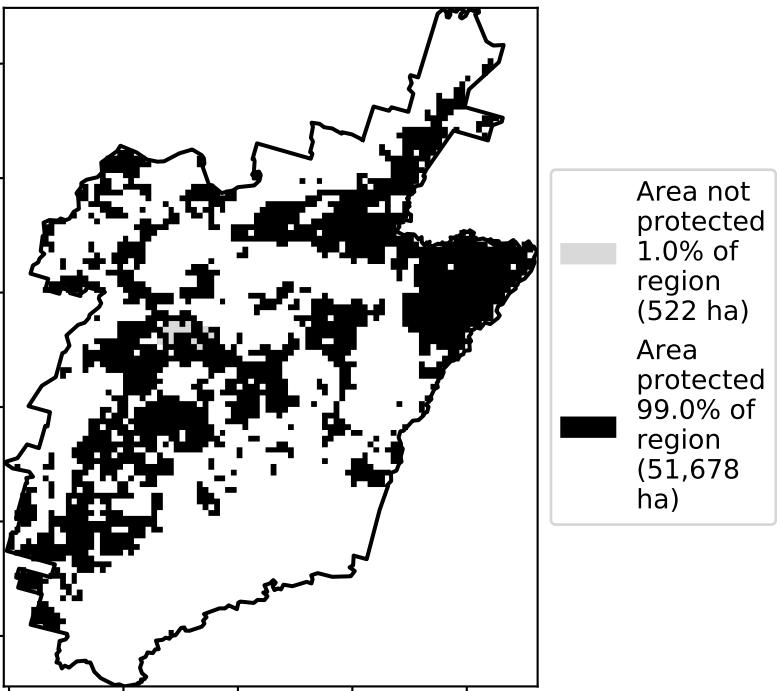 Area not
protected
1.0% of
region
(522 ha)
Area
protected
99.0% of
region
(51,678
ha)